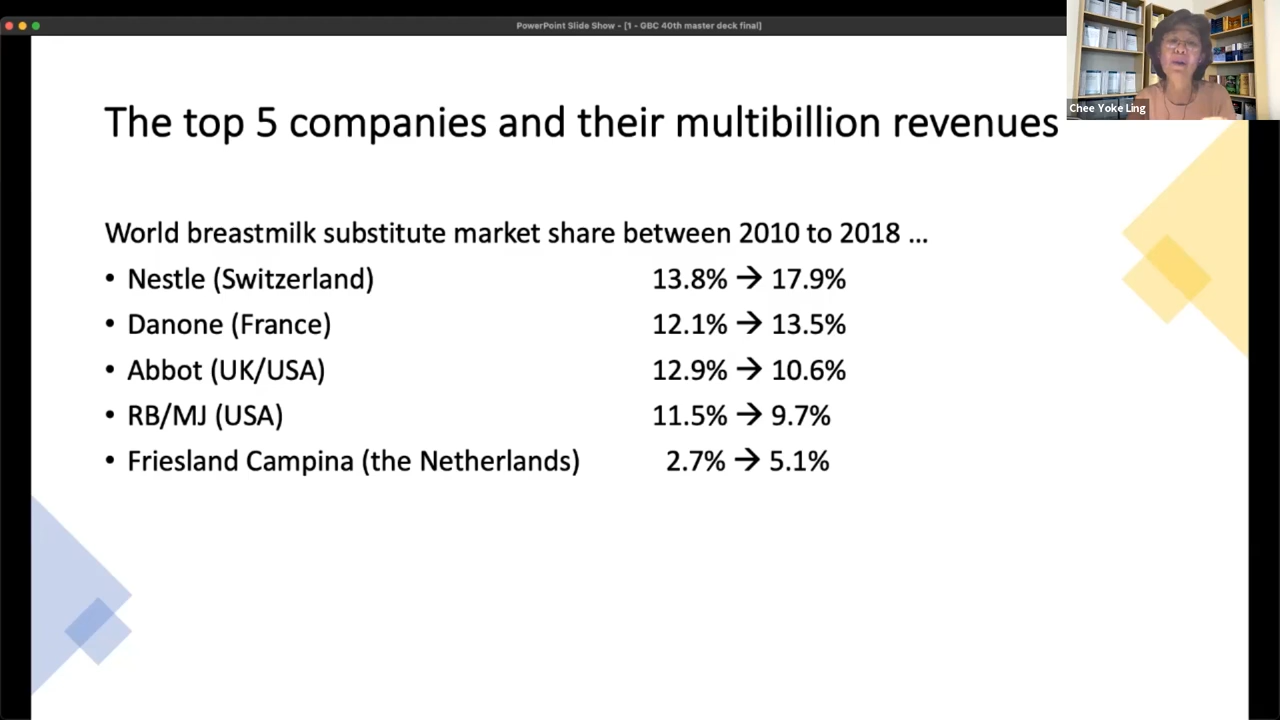 PowerPoint Slide Show - [1 - GBC 40th master deck final]
Chee Yoke Ling
The top 5 companies and their multibillion revenues
World breastmilk substitute market share between 2010 to 2018 ...
• Nestle (Switzerland) 13.8% → 17.9%
• Danone (France) 12.1% → 13.5%
• Abbot (UK/USA) 12.9% → 10.6%
• RB/MJ (USA) 11.5% → 9.7%
• Friesland Campina (the Netherlands) 2.7% → 5.1%